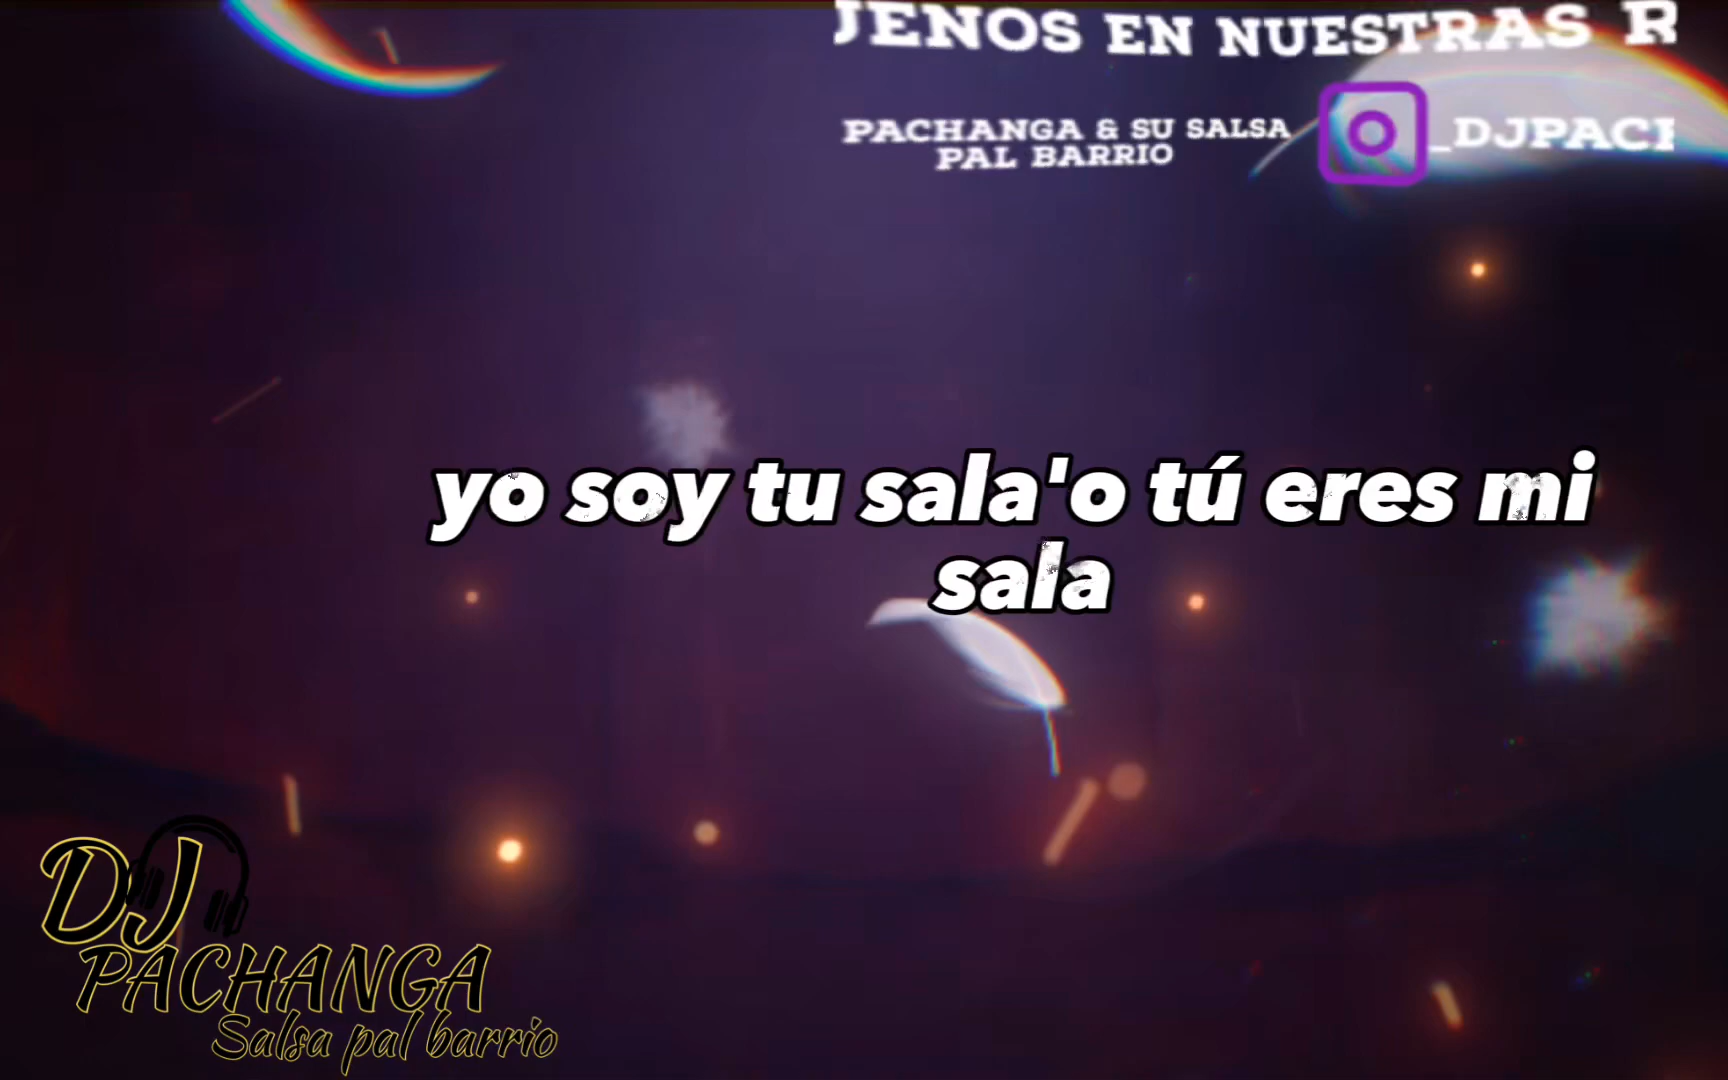 JENOS EN NUESTRAS R
PACHANGA & SU SALSA
PAL BARRIO
_DJPACH
yo soy tu sala'o tú eres mi
sala
DJ
PACHANGA
Salsa pal barrio